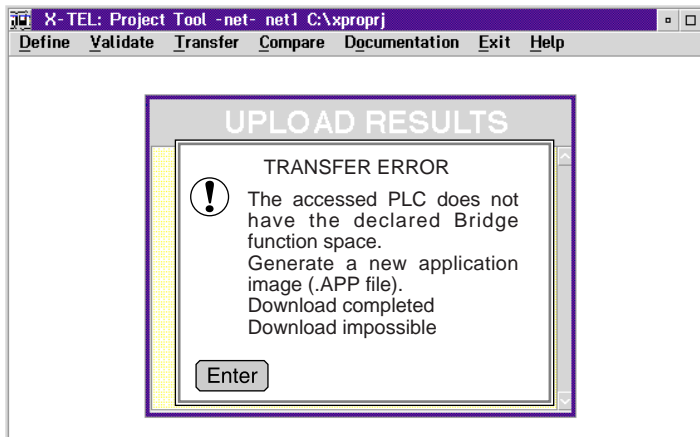 X-TEL: Project Tool -net- net1 C:\xproprj
Define Validate Transfer Compare Documentation Exit Help
UPLOAD RESULTS
TRANSFER ERROR
The accessed PLC does not
have the declared Bridge
function space.
Generate a new application
image (.APP file).
Download completed
Download impossible
Enter